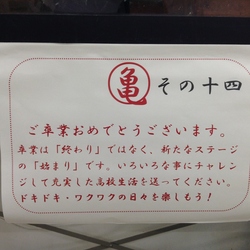 亀 その十四
ご卒業おめでとうございます。
卒業は「終わり」ではなく、新たなステージ
の「始まり」です。いろいろな事にチャレン
ジして充実した高校生活を送ってください。
ドキドキ・ワクワクの日々を楽しもう！